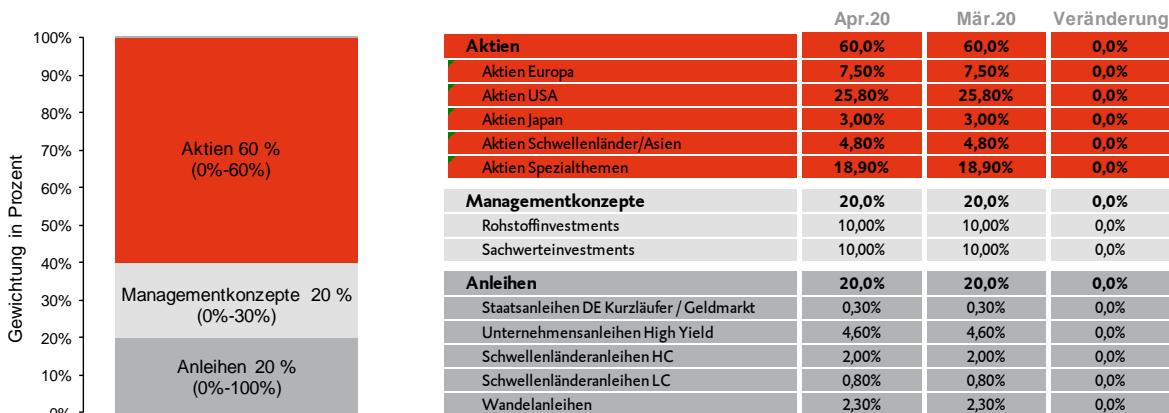 Gewichtung in Prozent
100%
90%
80%
70%
60%
50%
40%
30%
20%
10%
0%
Aktien 60 %
(0%-60%)
Managementkonzepte 20 %
(0%-30%)
Anleihen 20 %
(0%-100%)
Apr.20 Mär.20 Veränderung
Aktien 60,0% 60,0% 0,0%
Aktien Europa 7,50% 7,50% 0,0%
Aktien USA 25,80% 25,80% 0,0%
Aktien Japan 3,00% 3,00% 0,0%
Aktien Schwellenländer/Asien 4,80% 4,80% 0,0%
Aktien Spezialthemen 18,90% 18,90% 0,0%
Managementkonzepte 20,0% 20,0% 0,0%
Rohstoffinvestments 10,00% 10,00% 0,0%
Sachwerteinvestments 10,00% 10,00% 0,0%
Anleihen 20,0% 20,0% 0,0%
Staatsanleihen DE Kurzläufer / Geldmarkt 0,30% 0,30% 0,0%
Unternehmensanleihen High Yield 4,60% 4,60% 0,0%
Schwellenländeranleihen HC 2,00% 2,00% 0,0%
Schwellenländeranleihen LC 0,80% 0,80% 0,0%
Wandelanleihen 2,30% 2,30% 0,0%